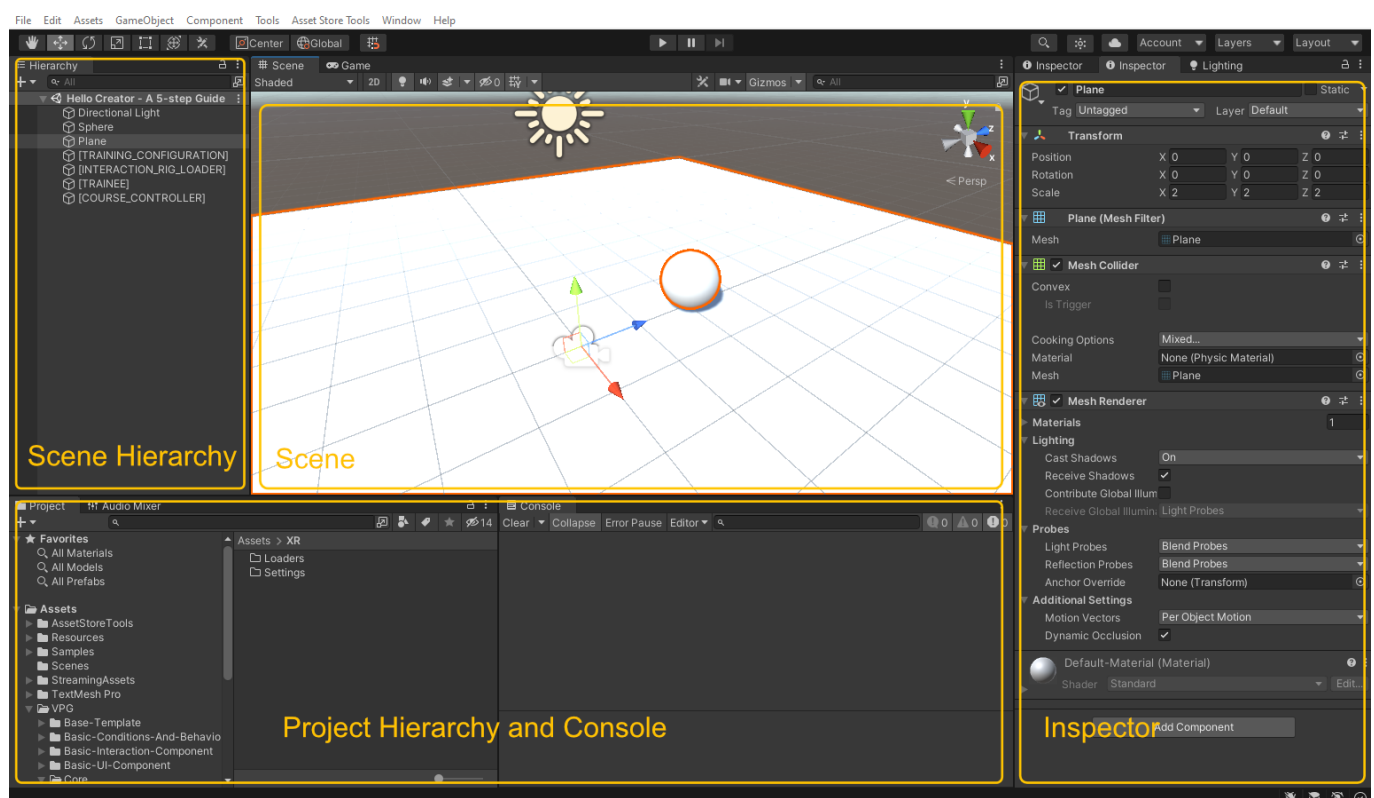 File Edit Assets GameObject Component Tools Asset Store Tools Window Help
Center Global
Account Layers Layout
Hierarchy
All
Hello Creator - A 5-step Guide
Directional Light
Sphere
Plane
[TRAINING_CONFIGURATION]
[INTERACTION_RIG_LOADER]
[TRAINEE]
[COURSE_CONTROLLER]
Scene Hierarchy
Scene Game
Shaded 2D 0 Gizmos All
y
z
x
Persp
Scene
Inspector Inspector Lighting
Plane Static
Tag Untagged Layer Default
Transform
Position X 0 Y 0 Z 0
Rotation X 0 Y 0 Z 0
Scale X 2 Y 2 Z 2
Plane (Mesh Filter)
Mesh Plane
Mesh Collider
Convex
Is Trigger
Cooking Options Mixed...
Material None (Physic Material)
Mesh Plane
Mesh Renderer
Materials 1
Lighting
Cast Shadows On
Receive Shadows
Contribute Global Illum
Receive Global Illumin: Light Probes
Probes
Light Probes Blend Probes
Reflection Probes Blend Probes
Anchor Override None (Transform)
Additional Settings
Motion Vectors Per Object Motion
Dynamic Occlusion
Default-Material (Material)
Shader Standard Edit...
Add Component
Inspector
Project Audio Mixer
14
Favorites
All Materials
All Models
All Prefabs
Assets
AssetStoreTools
Resources
Samples
Scenes
StreamingAssets
TextMesh Pro
VPG
Base-Template
Basic-Conditions-And-Behavio
Basic-Interaction-Component
Basic-UI-Component
Core
Assets > XR
Loaders
Settings
Console
Clear Collapse Error Pause Editor 0 0 0
Project Hierarchy and Console